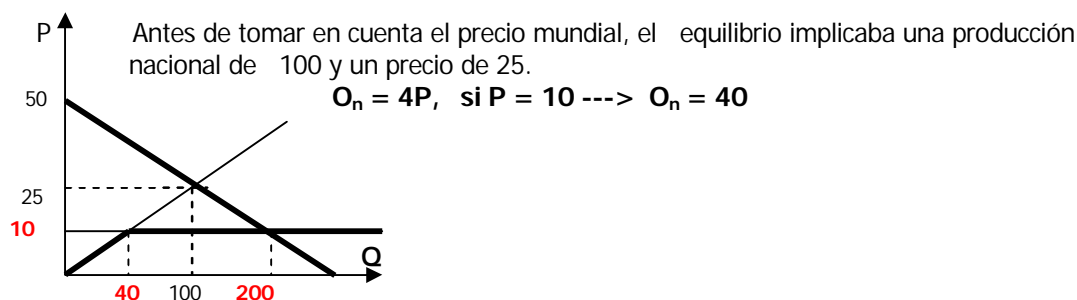 P
Antes de tomar en cuenta el precio mundial, el equilibrio implicaba una producción
nacional de 100 y un precio de 25.
50
On = 4P, si P = 10 ---> On = 40
25
10
Q
40 100 200